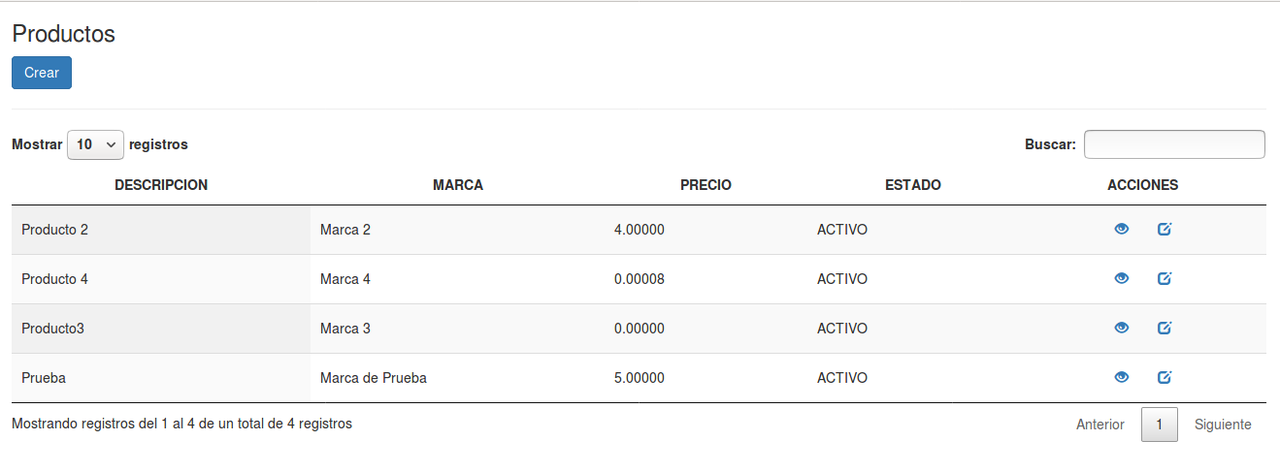 Productos
Crear
Mostrar 10 registros Buscar:
DESCRIPCION MARCA PRECIO ESTADO ACCIONES
Producto 2 Marca 2 4.00000 ACTIVO
Producto 4 Marca 4 0.00008 ACTIVO
Producto3 Marca 3 0.00000 ACTIVO
Prueba Marca de Prueba 5.00000 ACTIVO
Mostrando registros del 1 al 4 de un total de 4 registros Anterior 1 Siguiente